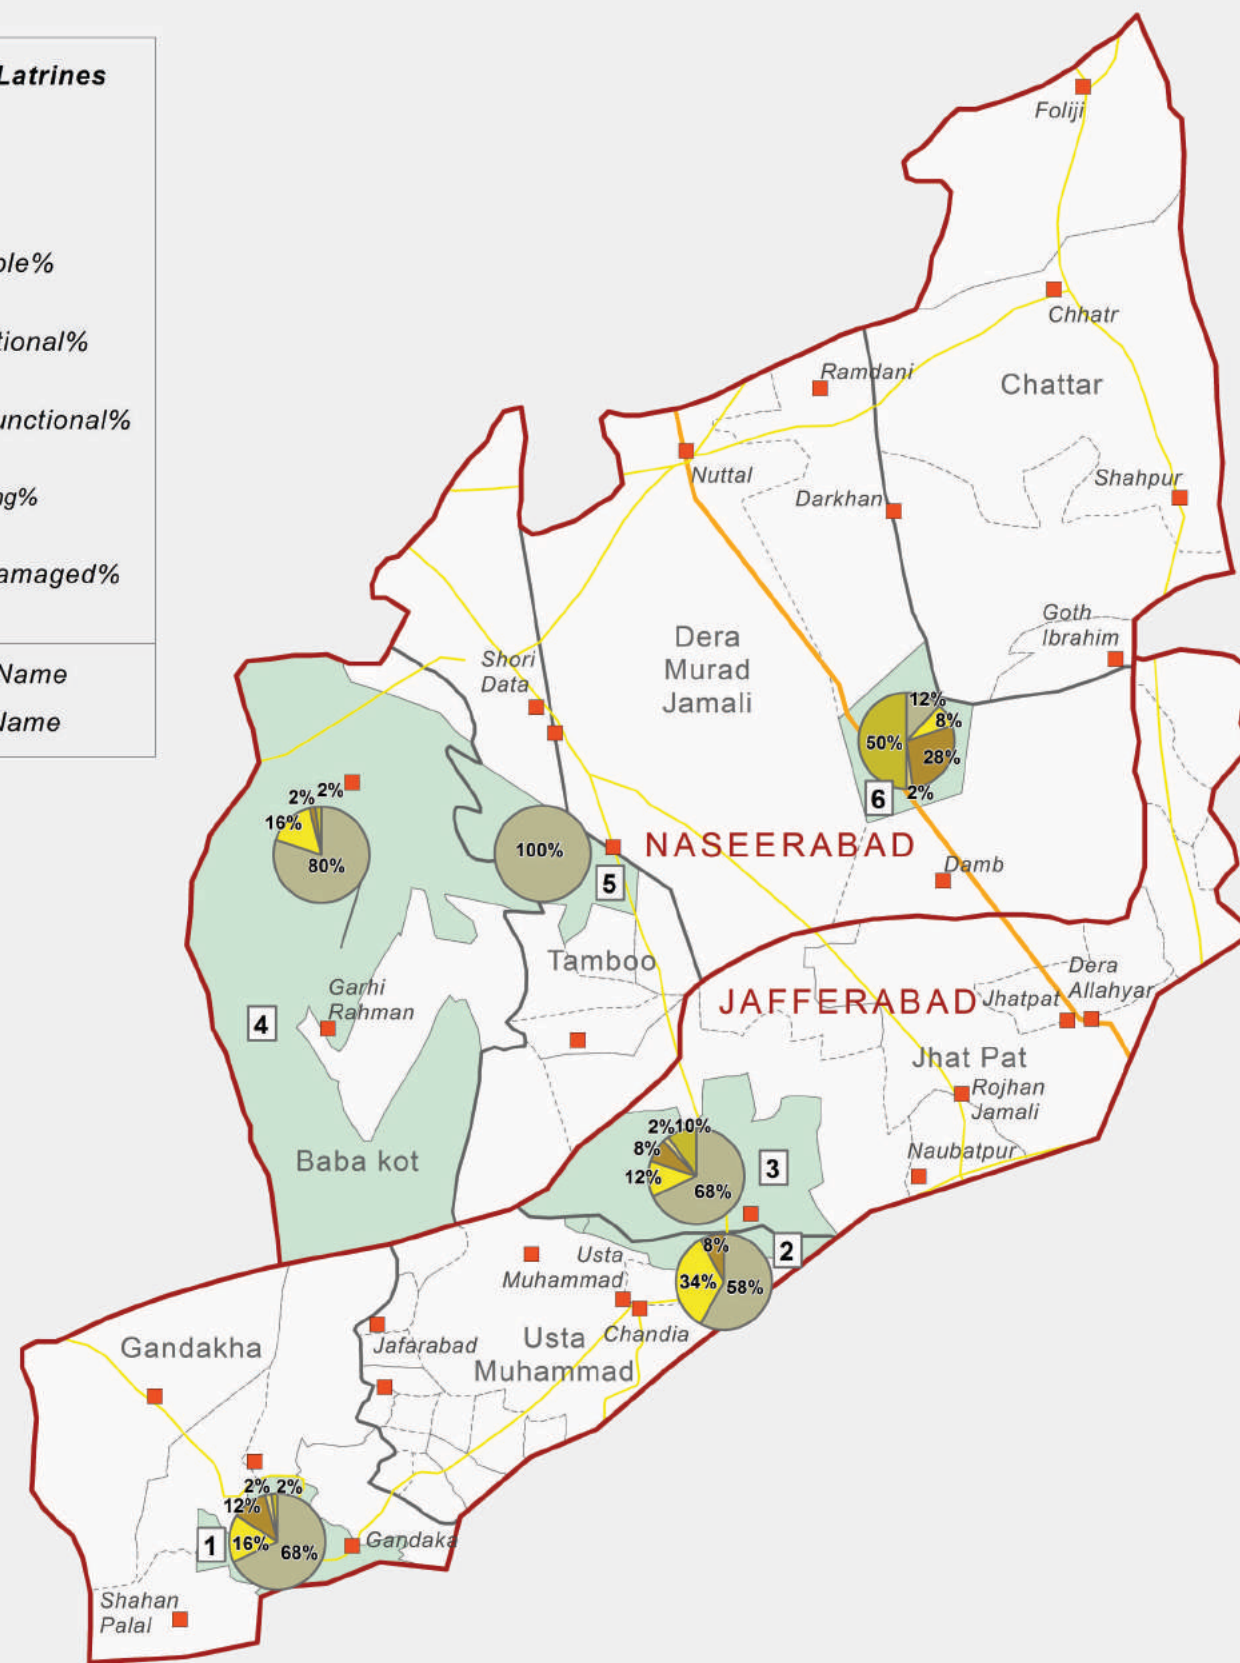 Latrines
ble%
tional%
unctional%
ng%
amaged%
Name
Name
Foliji
Chhatr
Ramdani
Chattar
Nuttal
Shahpur
Darkhan
Goth
Ibrahim
Dera
Murad
Jamali
Shori
Data
12%
8%
50%
28%
2%
6
2%
2%
16%
80%
100%
5
NASEERABAD
Damb
Tamboo
Dera
Allahyar
Garhi
Rahman
JAFFERABAD
Jhatpat
4
Jhat Pat
Rojhan
Jamali
2%
10%
8%
12%
68%
3
Naubatpur
Baba kot
8%
34%
58%
2
Usta
Muhammad
Chandia
Usta
Muhammad
Gandakha
Jafarabad
2%
2%
12%
16%
68%
1
Gandaka
Shahan
Palal